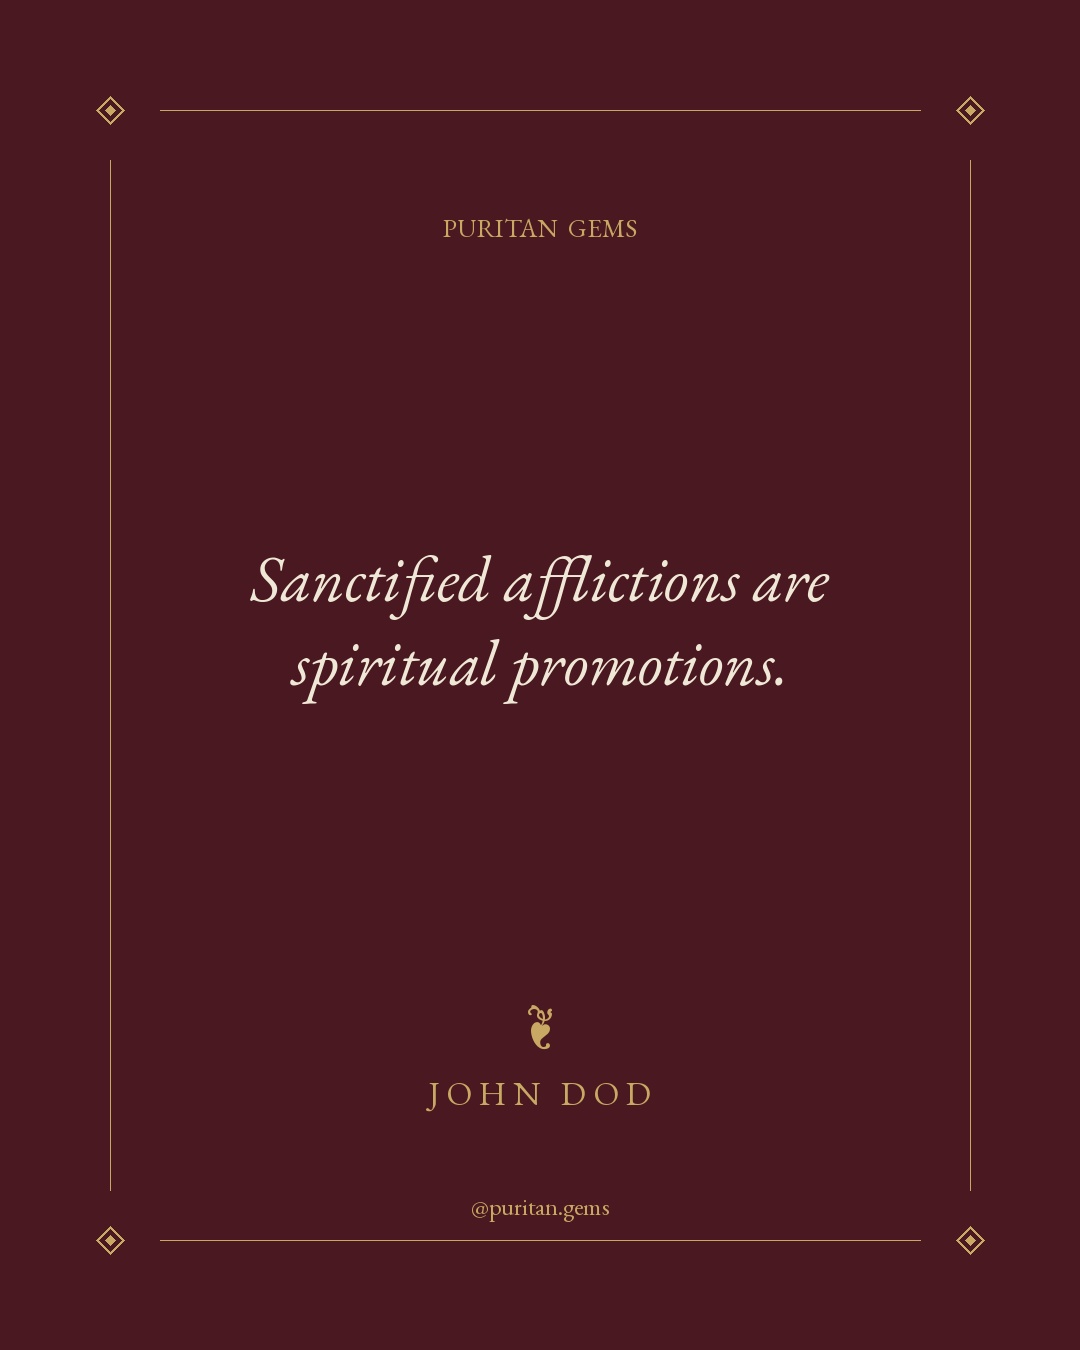 PURITAN GEMS
Sanctified afflictions are
spiritual promotions.
JOHN DOD
@puritan.gems